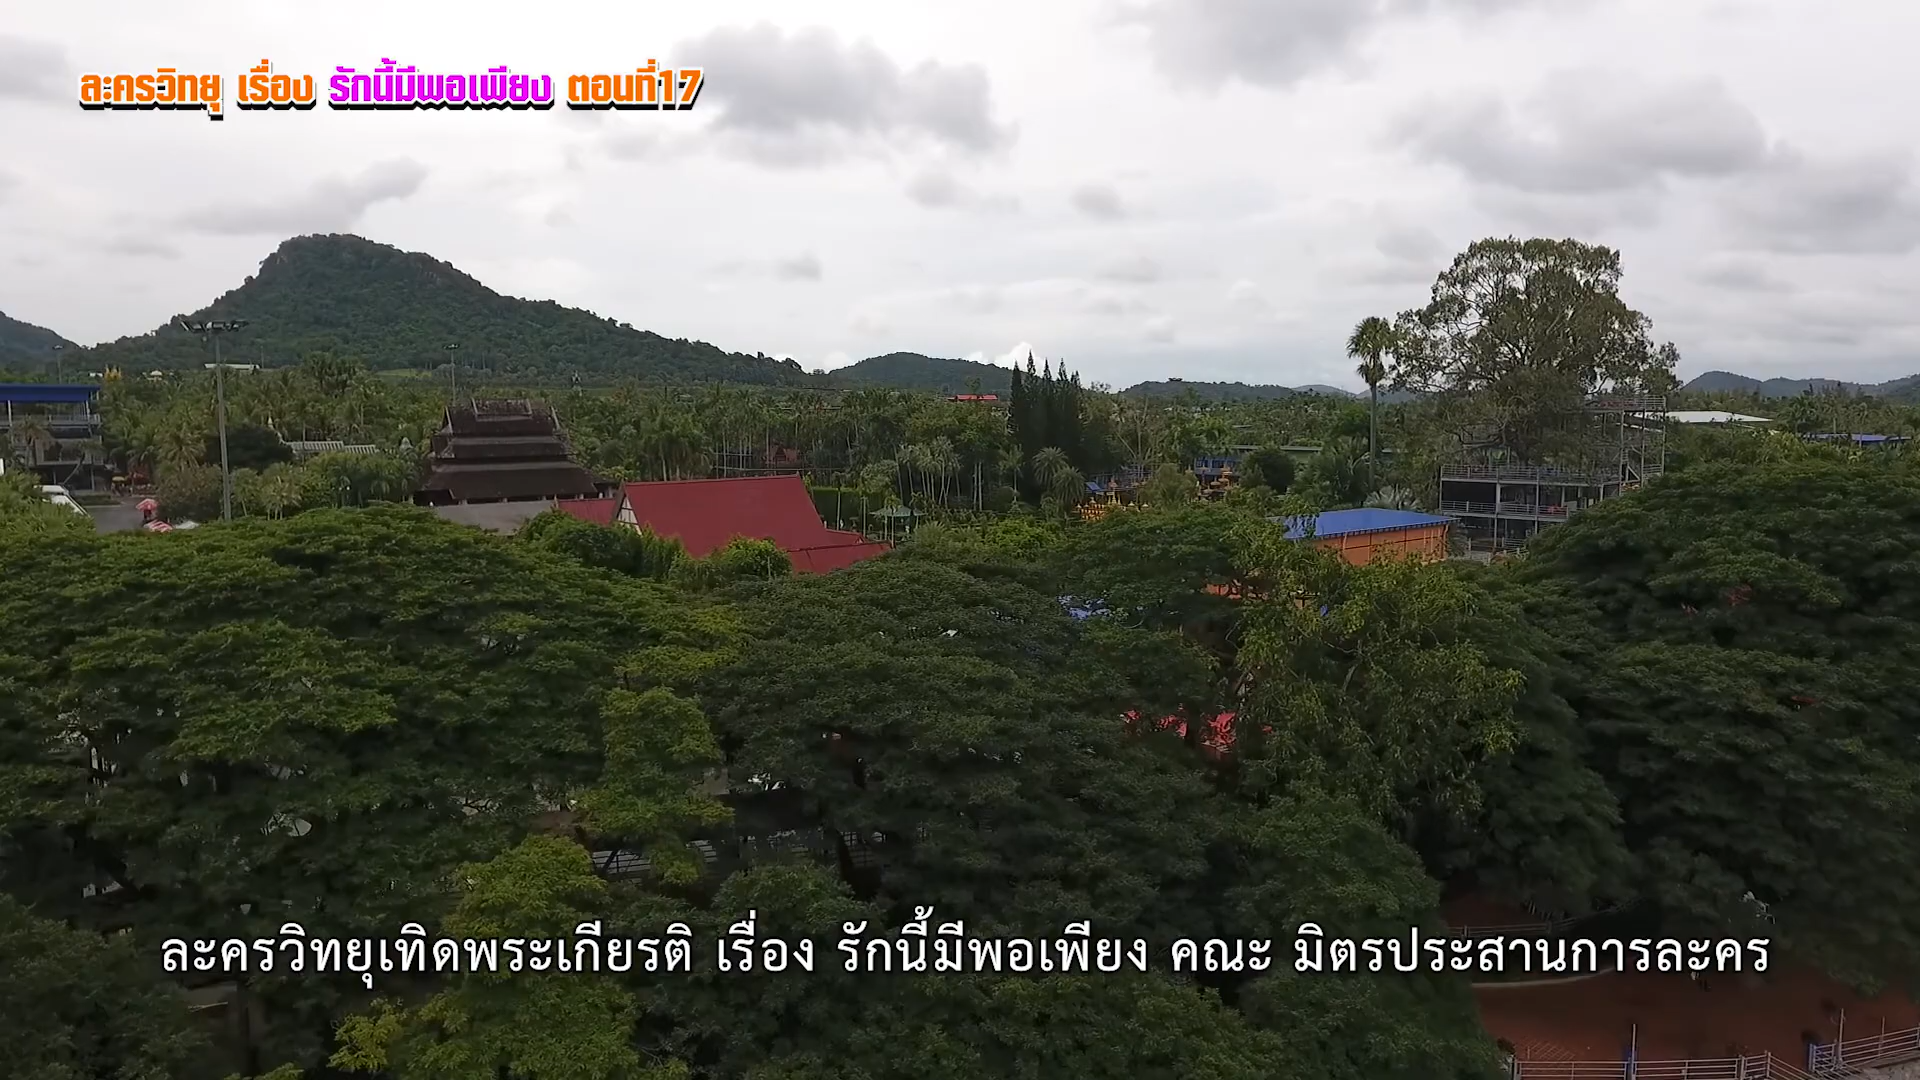 ละครวิทยุ เรื่อง รักนี้มีพอเพียง ตอนที่17
ละครวิทยุเทิดพระเกียรติ เรื่อง รักนี้มีพอเพียง คณะ มิตรประสานการละคร